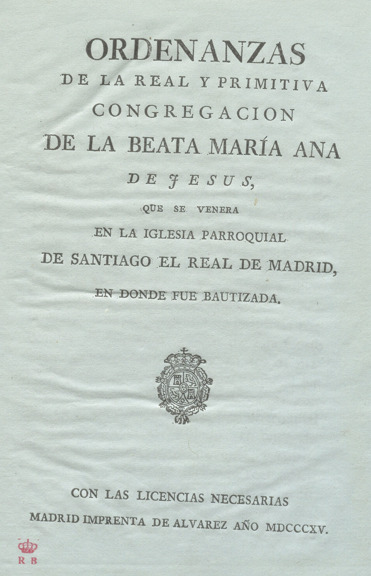 ORDENANZAS
DE LA REAL Y PRIMITIVA
CONGREGACION
DE LA BEATA MARÍA ANA
DE JESUS,
QUE SE VENERA
EN LA IGLESIA PARROQUIAL
DE SANTIAGO EL REAL DE MADRID,
EN DONDE FUE BAUTIZADA.
CON LAS LICENCIAS NECESARIAS
MADRID IMPRENTA DE ALVAREZ AÑO MDCCCXV.
R B